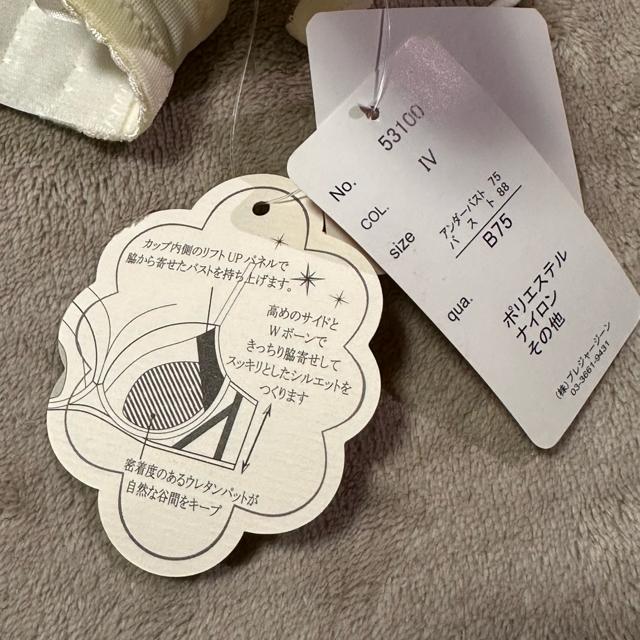 カップ内側のリフトUPパネルで
脇から寄せたバストを持ち上げます。
高めのサイドと
Wボーンで
きっちり脇寄せして
スッキリとしたシルエットを
つくります
密着度のあるウレタンパットが
自然な谷間をキープ
No. 53100
COL. IV
size アンダーバスト 75
バスト 88
B75
qua. ポリエステル
ナイロン
その他
(株)プレジャージーン
03-3661-9431